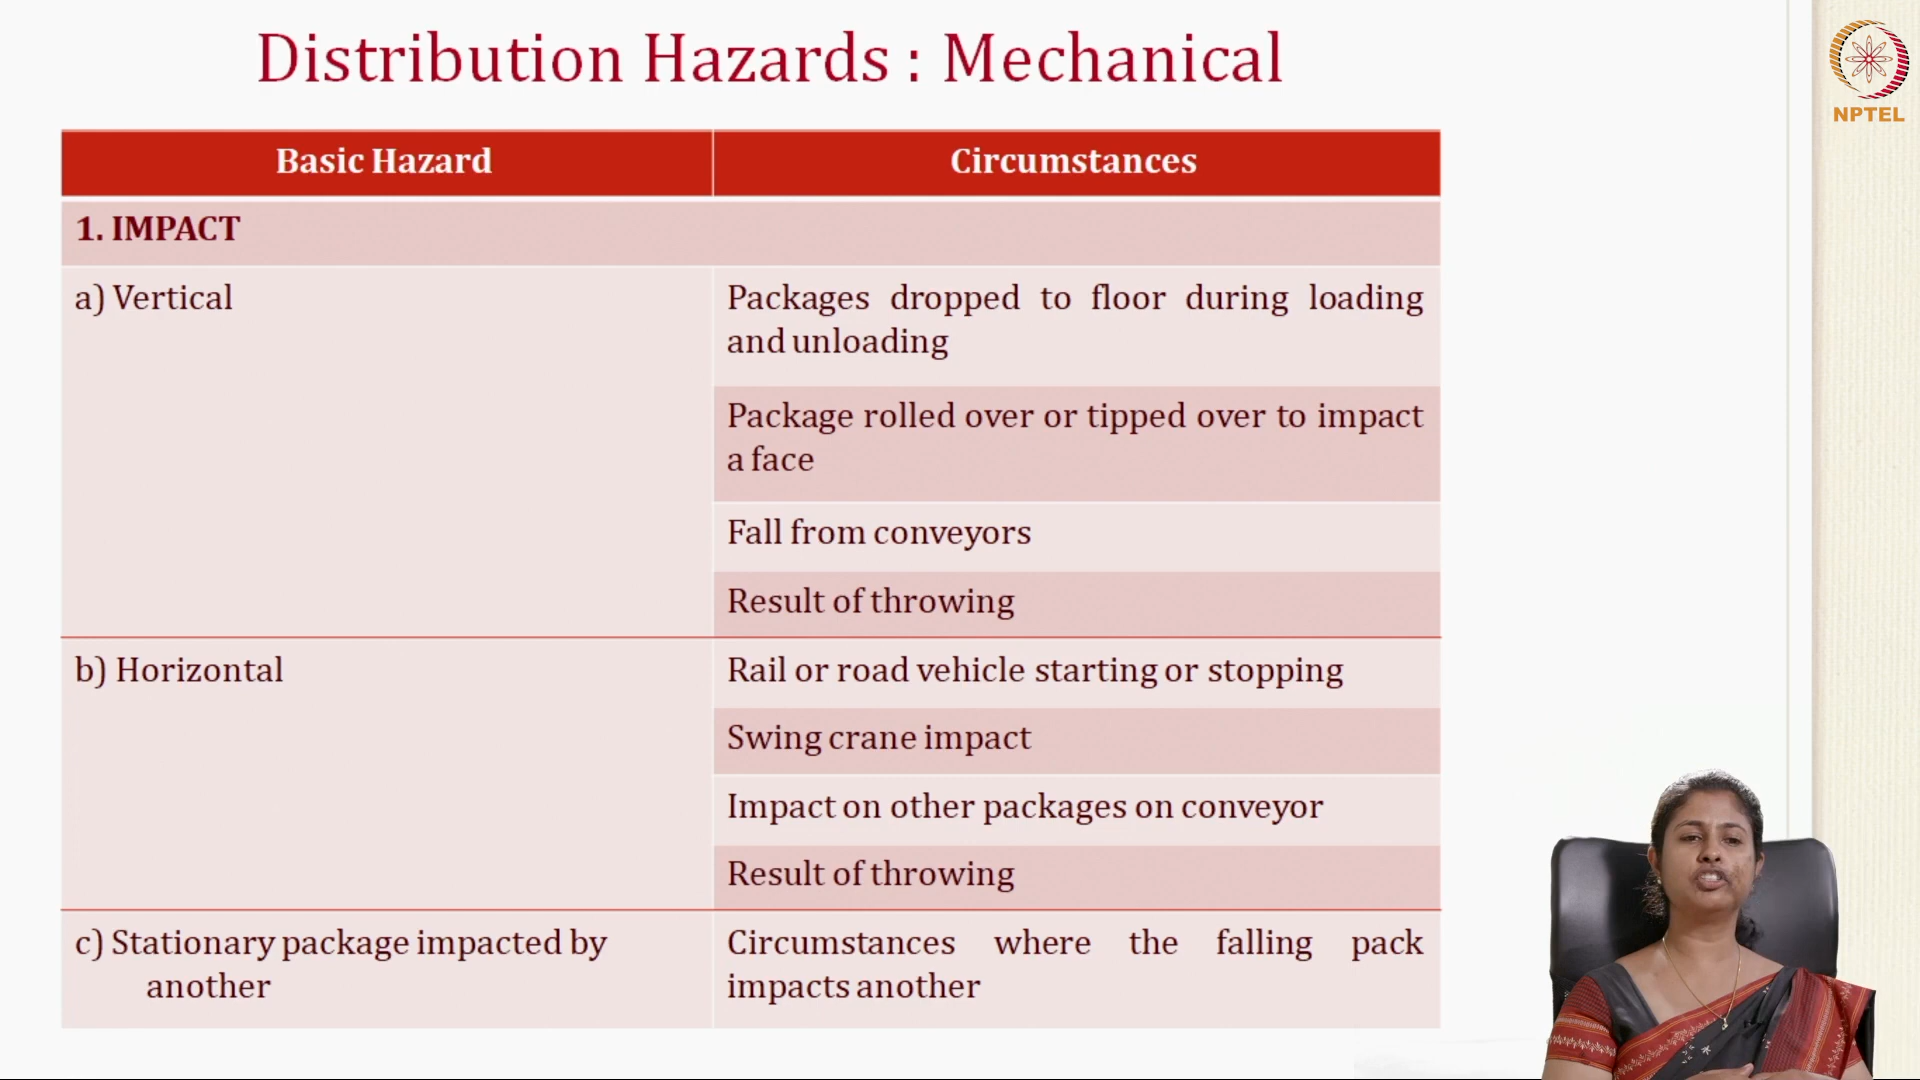 Distribution Hazards : Mechanical
NPTEL
Basic Hazard
Circumstances
1. IMPACT
a) Vertical
Packages dropped to floor during loading
and unloading
Package rolled over or tipped over to impact
a face
Fall from conveyors
Result of throwing
b) Horizontal
Rail or road vehicle starting or stopping
Swing crane impact
Impact on other packages on conveyor
Result of throwing
c) Stationary package impacted by
another
Circumstances where the falling pack
impacts another